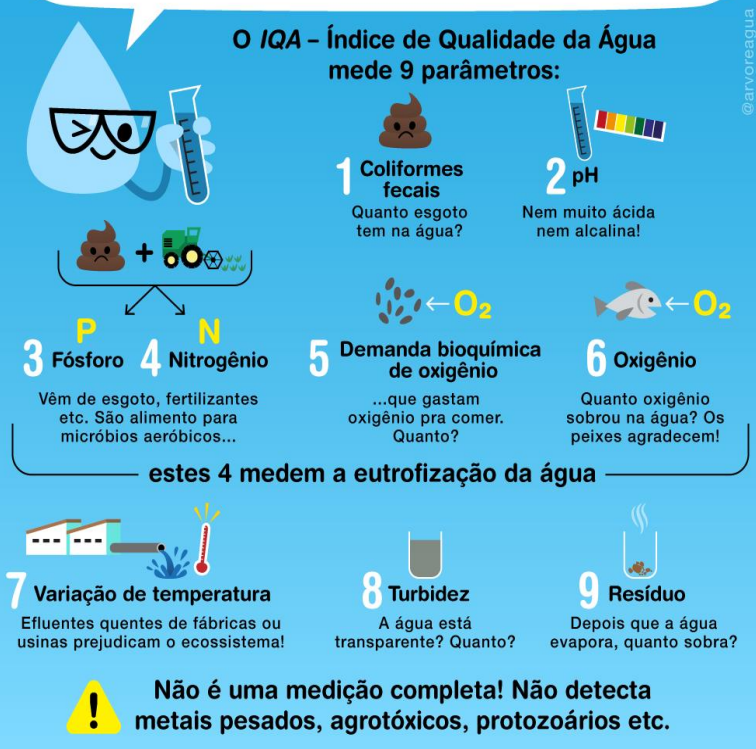 @arvoreagua
O IQA – Índice de Qualidade da Água
mede 9 parâmetros:
1 Coliformes
fecais
Quanto esgoto
tem na água?
2 pH
Nem muito ácida
nem alcalina!
+
P
3 Fósforo
N
4 Nitrogênio
Vêm de esgoto, fertilizantes
etc. São alimento para
micróbios aeróbicos...
←O₂
5 Demanda bioquímica
de oxigênio
...que gastam
oxigênio pra comer.
Quanto?
←O₂
6 Oxigênio
Quanto oxigênio
sobrou na água? Os
peixes agradecem!
estes 4 medem a eutrofização da água
7 Variação de temperatura
Efluentes quentes de fábricas ou
usinas prejudicam o ecossistema!
8 Turbidez
A água está
transparente? Quanto?
9 Resíduo
Depois que a água
evapora, quanto sobra?
!
Não é uma medição completa! Não detecta
metais pesados, agrotóxicos, protozoários etc.